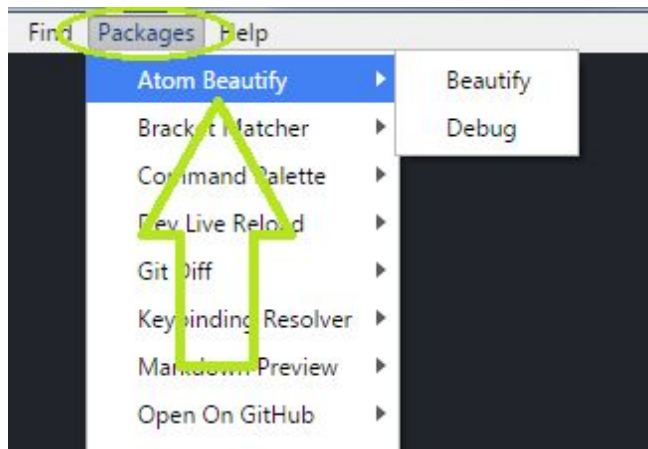 Find Packages Help
Atom Beautify
Beautify
Bracket Matcher
Debug
Command Palette
Dev Live Reload
Git Diff
Keybinding Resolver
Markdown Preview
Open On GitHub